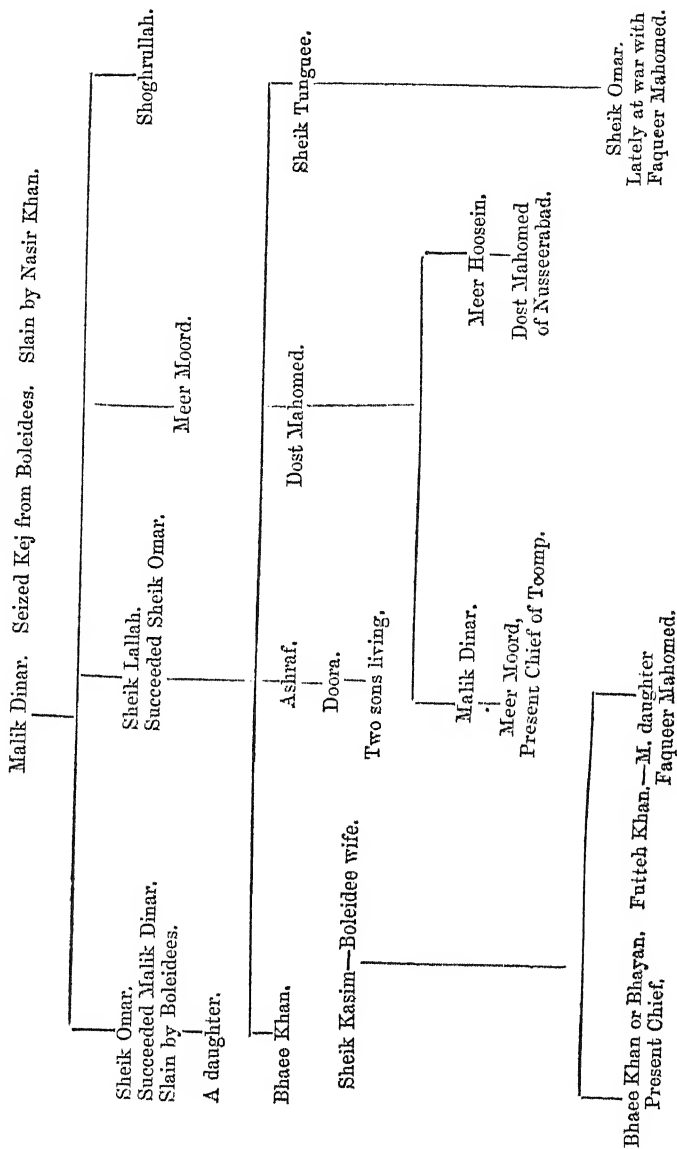 Malik Dinar. Seized Kej from Boleidees. Slain by Nasir Khan.
Sheik Omar.
Succeeded Malik Dinar.
Slain by Boleidees.
A daughter.
Sheik Lallah.
Succeeded Sheik Omar.
Meer Moord.
Shoghrullah.
Bhaee Khan.
Ashraf.
Doora.
Two sons living.
Dost Mahomed.
Sheik Tunguee.
Sheik Kasim—Boleidee wife.
Malik Dinar.
Meer Moord,
Present Chief of Toomp.
Meer Hoosein.
Dost Mahomed
of Nusseerabad.
Bhaee Khan or Bhayan.
Present Chief.
Futteh Khan.—M. daughter
Faqueer Mahomed.
Sheik Omar.
Lately at war with
Faqueer Mahomed.